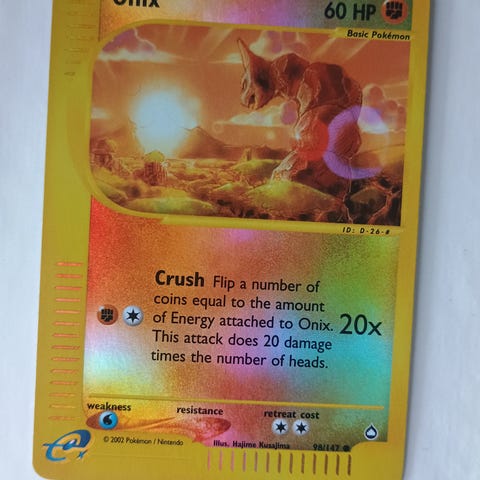 Onix
60 HP
Basic Pokémon
ID: D-26-#
Crush Flip a number of
coins equal to the amount
of Energy attached to Onix. 20x
This attack does 20 damage
times the number of heads.
weakness resistance retreat cost
© 2002 Pokémon / Nintendo Illus. Hajime Kusajima 98/147
e